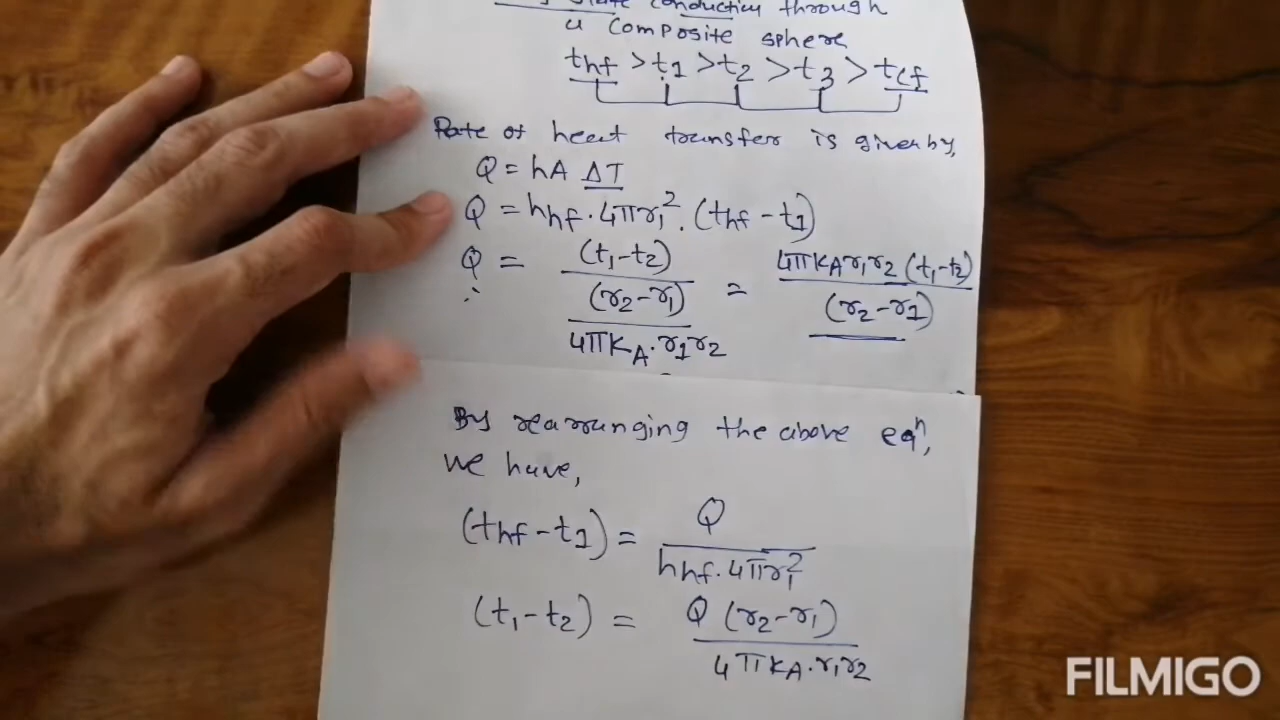 state conduction through
a composite sphere
thf > t1 > t2 > t3 > tcf
Rate of heat transfer is given by,
Q = hA ΔT
Q = hhf · 4πr1² · (thf - t1)
Q = (t1 - t2) / ((r2 - r1) / 4πKA · r1r2) = 4πKAr1r2 (t1 - t2) / (r2 - r1)
∴
By rearranging the above eqn,
we have,
(thf - t1) = Q / hhf · 4πr1²
(t1 - t2) = Q (r2 - r1) / 4πKA · r1r2
FILMIGO